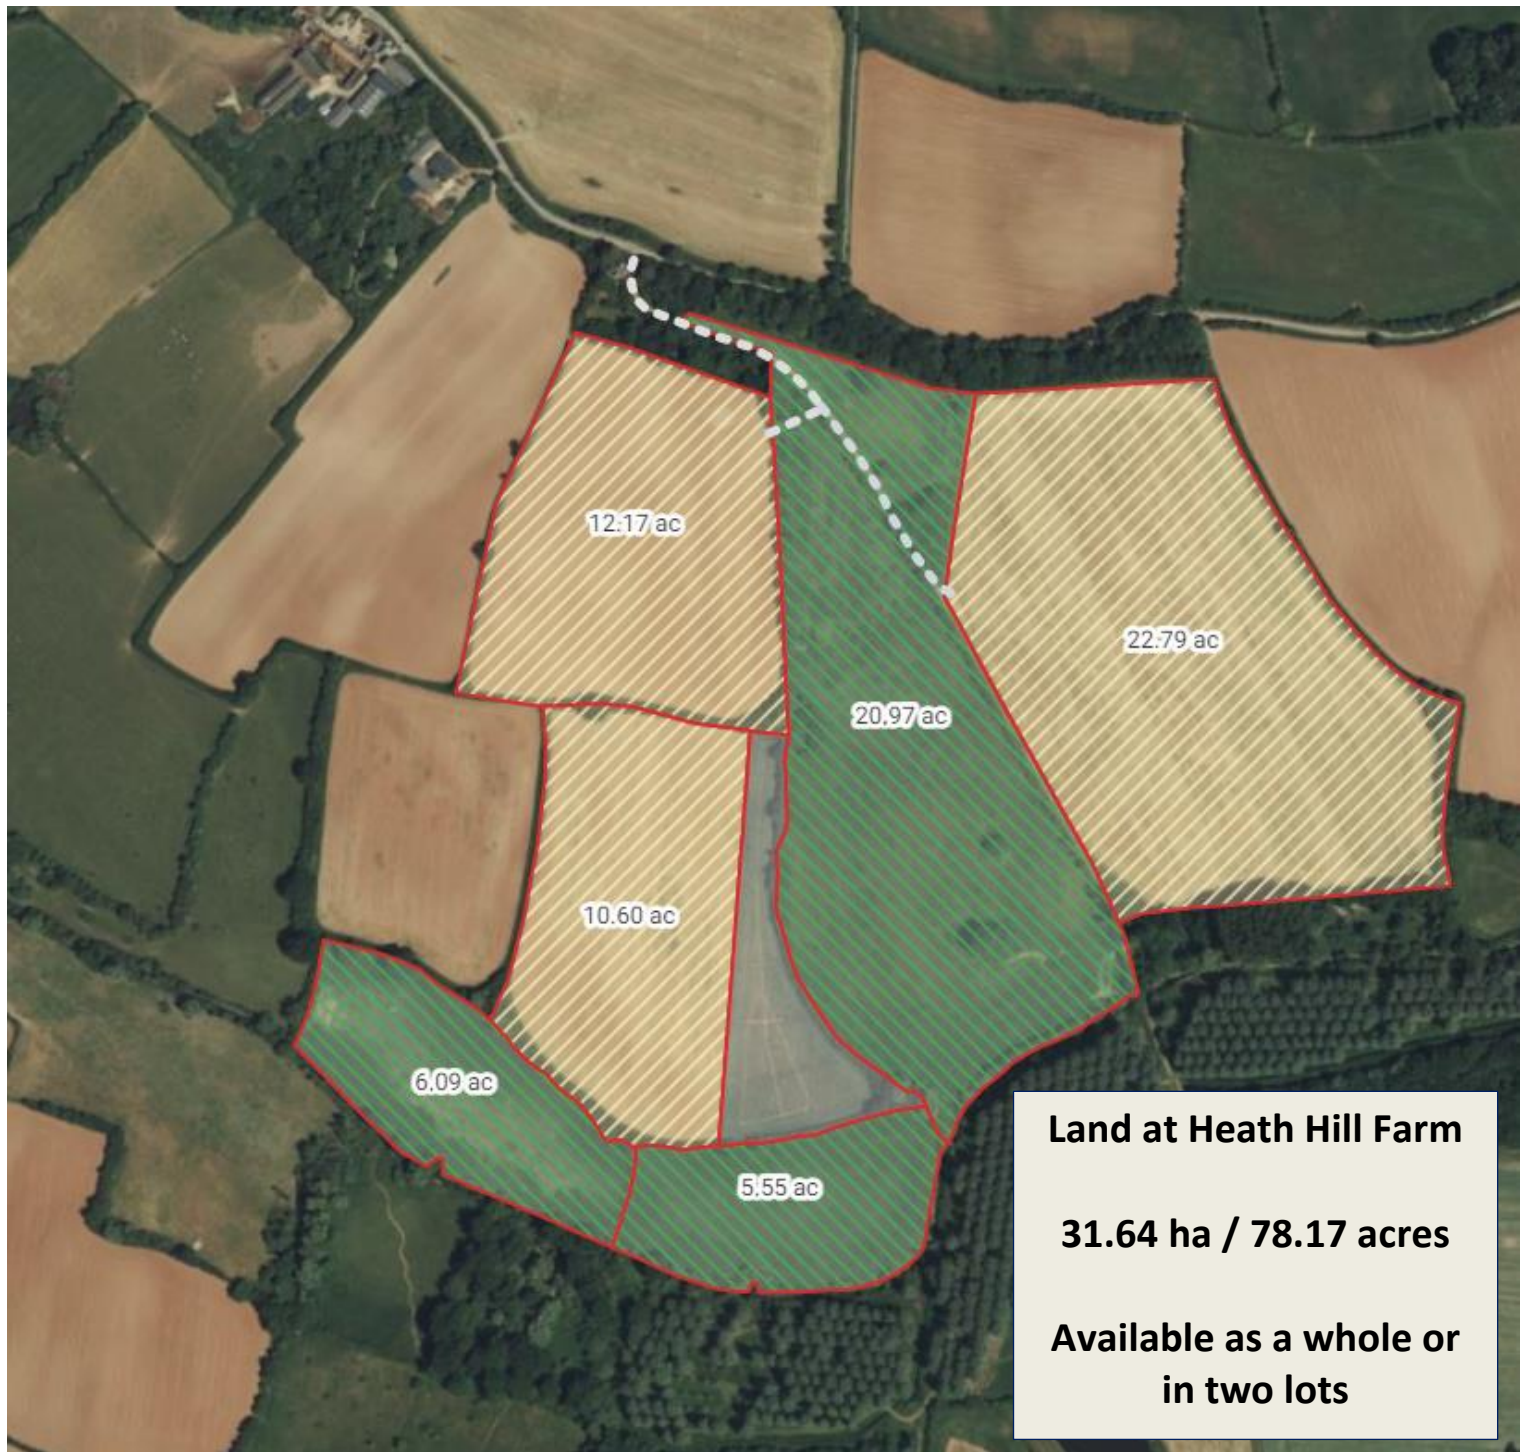 12.17 ac
22.79 ac
20.97 ac
10.60 ac
6.09 ac
5.55 ac
Land at Heath Hill Farm
31.64 ha / 78.17 acres
Available as a whole or
in two lots